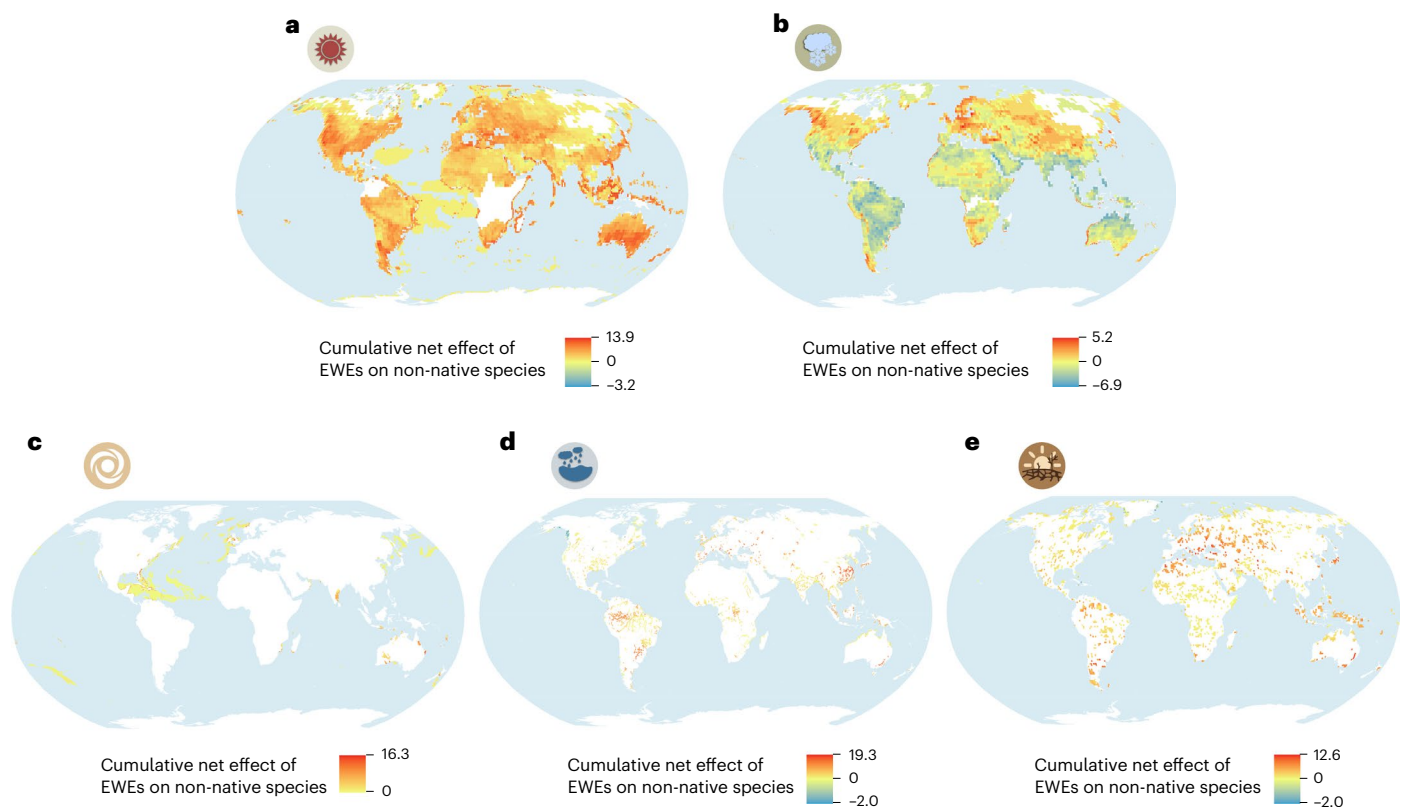 a
b
Cumulative net effect of
EWEs on non-native species
13.9
0
–3.2
Cumulative net effect of
EWEs on non-native species
5.2
0
–6.9
c
d
e
Cumulative net effect of
EWEs on non-native species
16.3
0
Cumulative net effect of
EWEs on non-native species
19.3
0
–2.0
Cumulative net effect of
EWEs on non-native species
12.6
0
–2.0